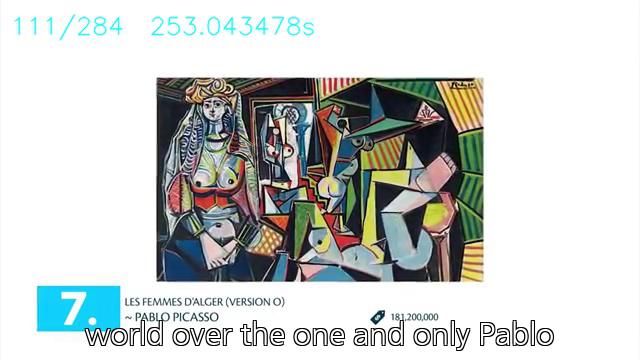 111/284 253.043478s
7.
LES FEMMES D'ALGER (VERSION O)
~ PABLO PICASSO
181,200,000
world over the one and only Pablo